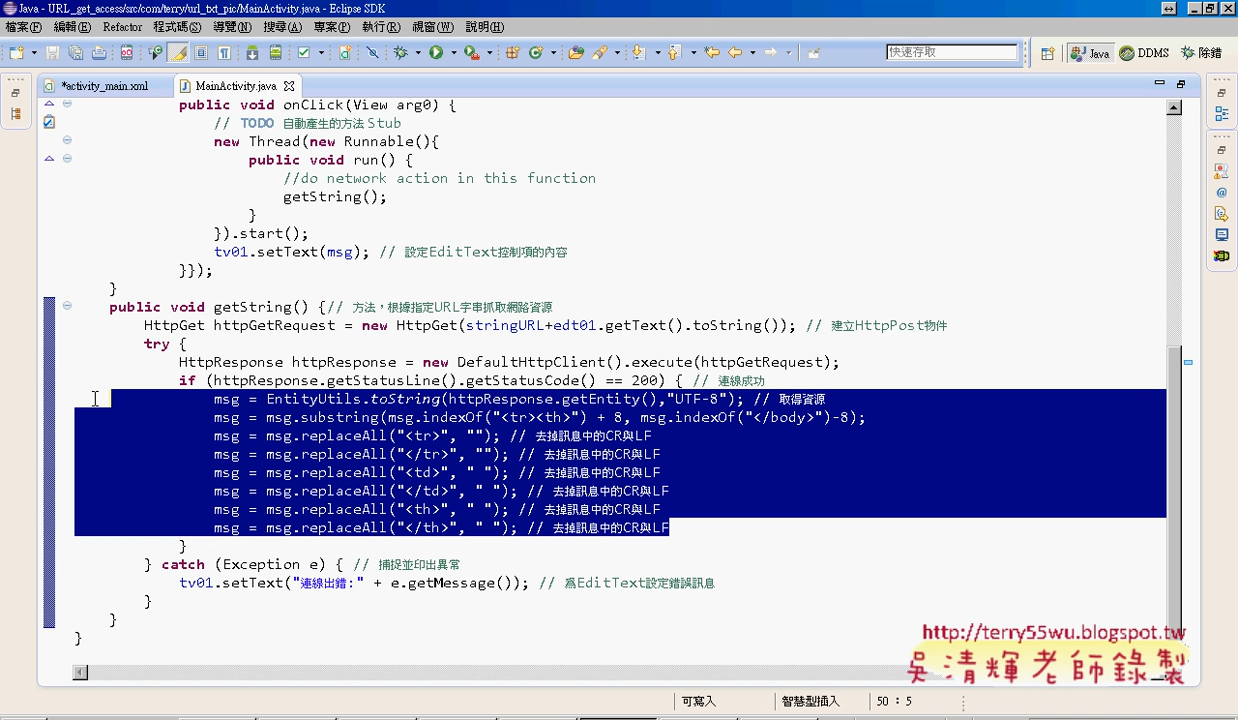 Java - URL_get_access/src/com/terry/url_txt_pic/MainActivity.java - Eclipse SDK
檔案(F) 編輯(E) Refactor 程式碼(S) 導覽(N) 搜尋(A) 專案(P) 執行(R) 視窗(W) 說明(H)
快速存取 Java DDMS 除錯
*activity_main.xml MainActivity.java
public void onClick(View arg0) {
// TODO 自動產生的方法 Stub
new Thread(new Runnable(){
public void run() {
//do network action in this function
getString();
}
}).start();
tv01.setText(msg); // 設定EditText控制項的內容
}});
}
public void getString() {// 方法，根據指定URL字串抓取網路資源
HttpGet httpGetRequest = new HttpGet(stringURL+edt01.getText().toString()); // 建立HttpPost物件
try {
HttpResponse httpResponse = new DefaultHttpClient().execute(httpGetRequest);
if (httpResponse.getStatusLine().getStatusCode() == 200) { // 連線成功
msg = EntityUtils.toString(httpResponse.getEntity(),"UTF-8"); // 取得資源
msg = msg.substring(msg.indexOf("<tr><th>") + 8, msg.indexOf("</body>")-8);
msg = msg.replaceAll("<tr>", ""); // 去掉訊息中的CR與LF
msg = msg.replaceAll("</tr>", ""); // 去掉訊息中的CR與LF
msg = msg.replaceAll("<td>", " "); // 去掉訊息中的CR與LF
msg = msg.replaceAll("</td>", " "); // 去掉訊息中的CR與LF
msg = msg.replaceAll("<th>", " "); // 去掉訊息中的CR與LF
msg = msg.replaceAll("</th>", " "); // 去掉訊息中的CR與LF
}
} catch (Exception e) { // 捕捉並印出異常
tv01.setText("連線出錯:" + e.getMessage()); // 為EditText設定錯誤訊息
}
}
}
http://terry55wu.blogspot.tw
吳清輝老師錄製
可寫入 智慧型插入 50 : 5